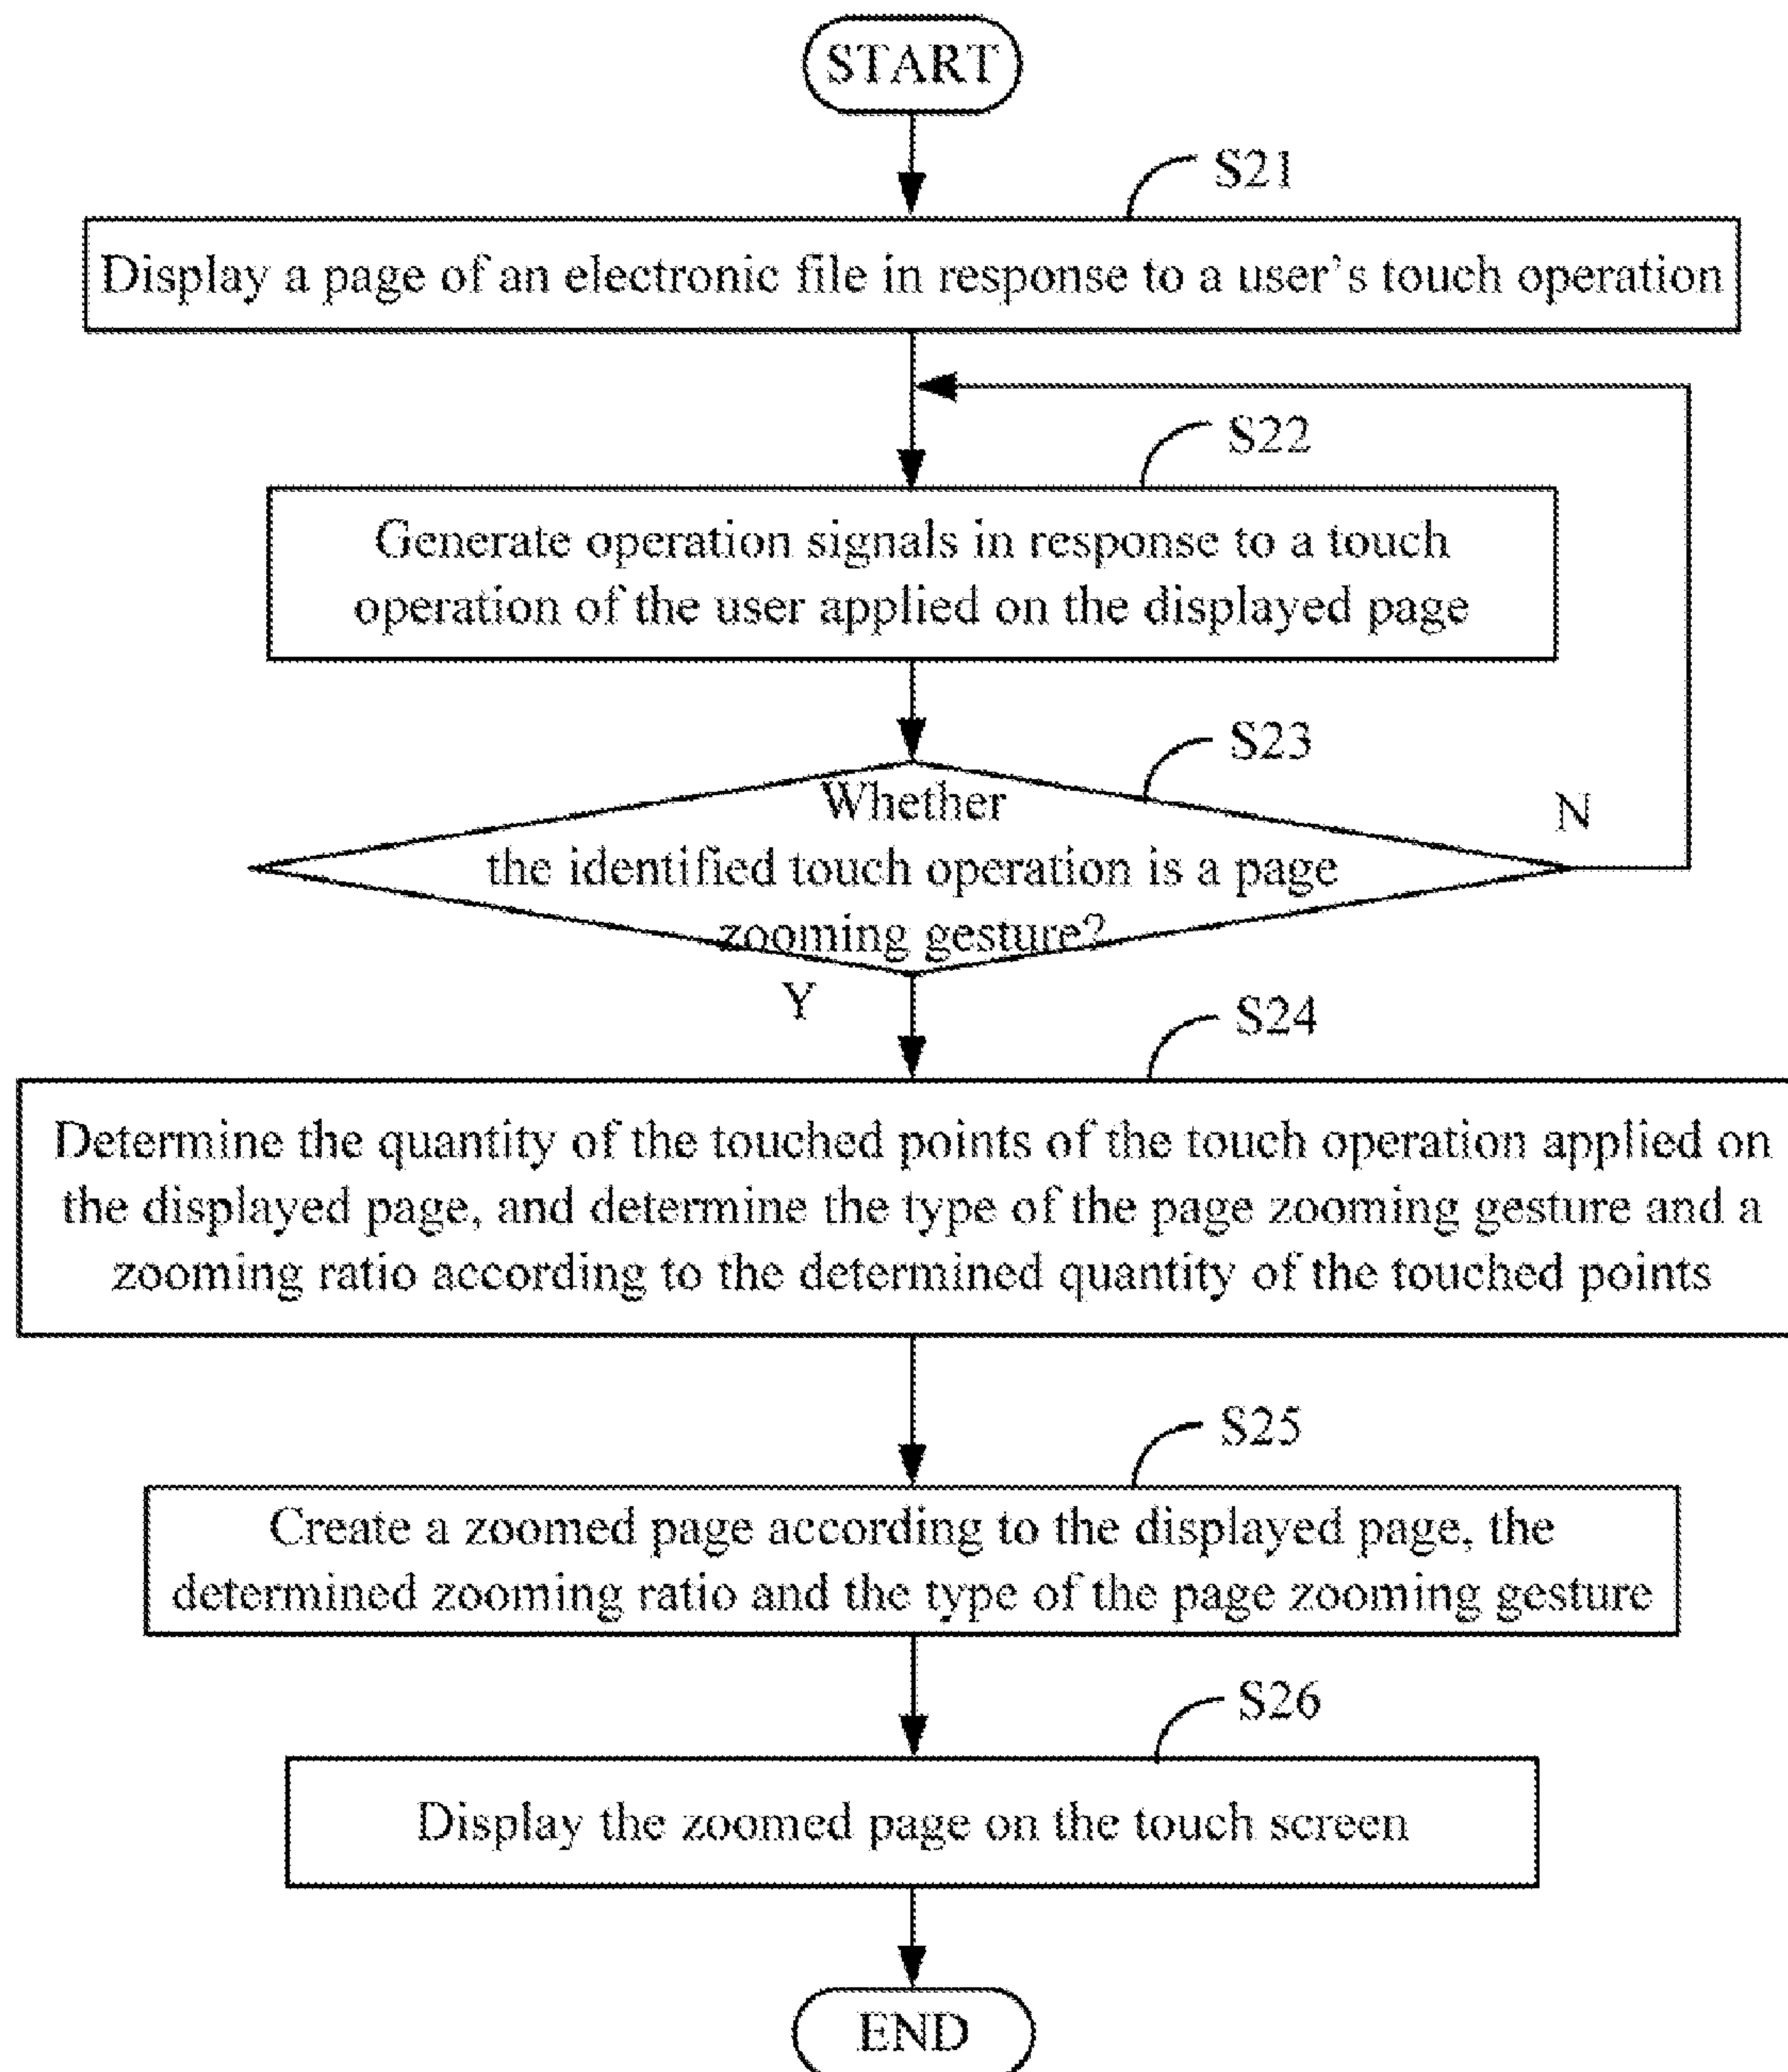 START
S21
Display a page of an electronic file in response to a user's touch operation
S22
Generate operation signals in response to a touch
operation of the user applied on the displayed page
S23
Whether
the identified touch operation is a page
zooming gesture?
N
Y
S24
Determine the quantity of the touched points of the touch operation applied on
the displayed page, and determine the type of the page zooming gesture and a
zooming ratio according to the determined quantity of the touched points
S25
Create a zoomed page according to the displayed page, the
determined zooming ratio and the type of the page zooming gesture
S26
Display the zoomed page on the touch screen
END